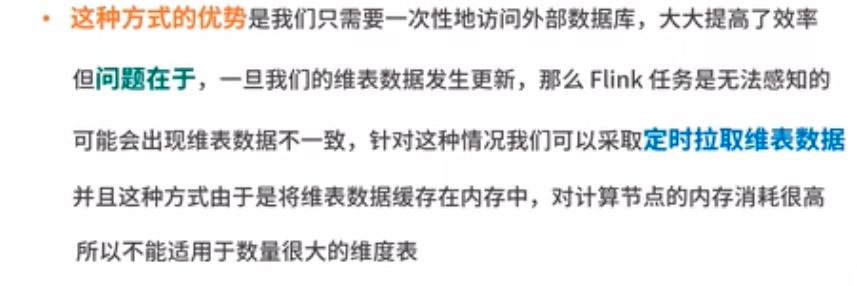 • 这种方式的优势是我们只需要一次性地访问外部数据库，大大提高了效率
但问题在于，一旦我们的维表数据发生更新，那么 Flink 任务是无法感知的
可能会出现维表数据不一致，针对这种情况我们可以采取定时拉取维表数据
并且这种方式由于是将维表数据缓存在内存中，对计算节点的内存消耗很高
所以不能适用于数量很大的维度表